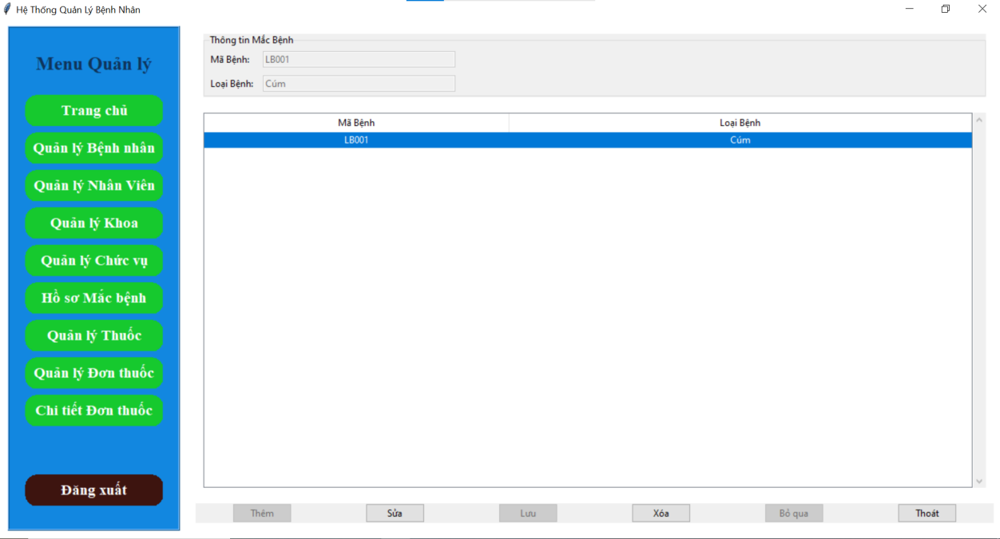 Hệ Thống Quản Lý Bệnh Nhân
Menu Quản lý
Trang chủ
Quản lý Bệnh nhân
Quản lý Nhân Viên
Quản lý Khoa
Quản lý Chức vụ
Hồ sơ Mắc bệnh
Quản lý Thuốc
Quản lý Đơn thuốc
Chi tiết Đơn thuốc
Đăng xuất
Thông tin Mắc Bệnh
Mã Bệnh: LB001
Loại Bệnh: Cúm
Mã Bệnh Loại Bệnh
LB001 Cúm
Thêm Sửa Lưu Xóa Bỏ qua Thoát